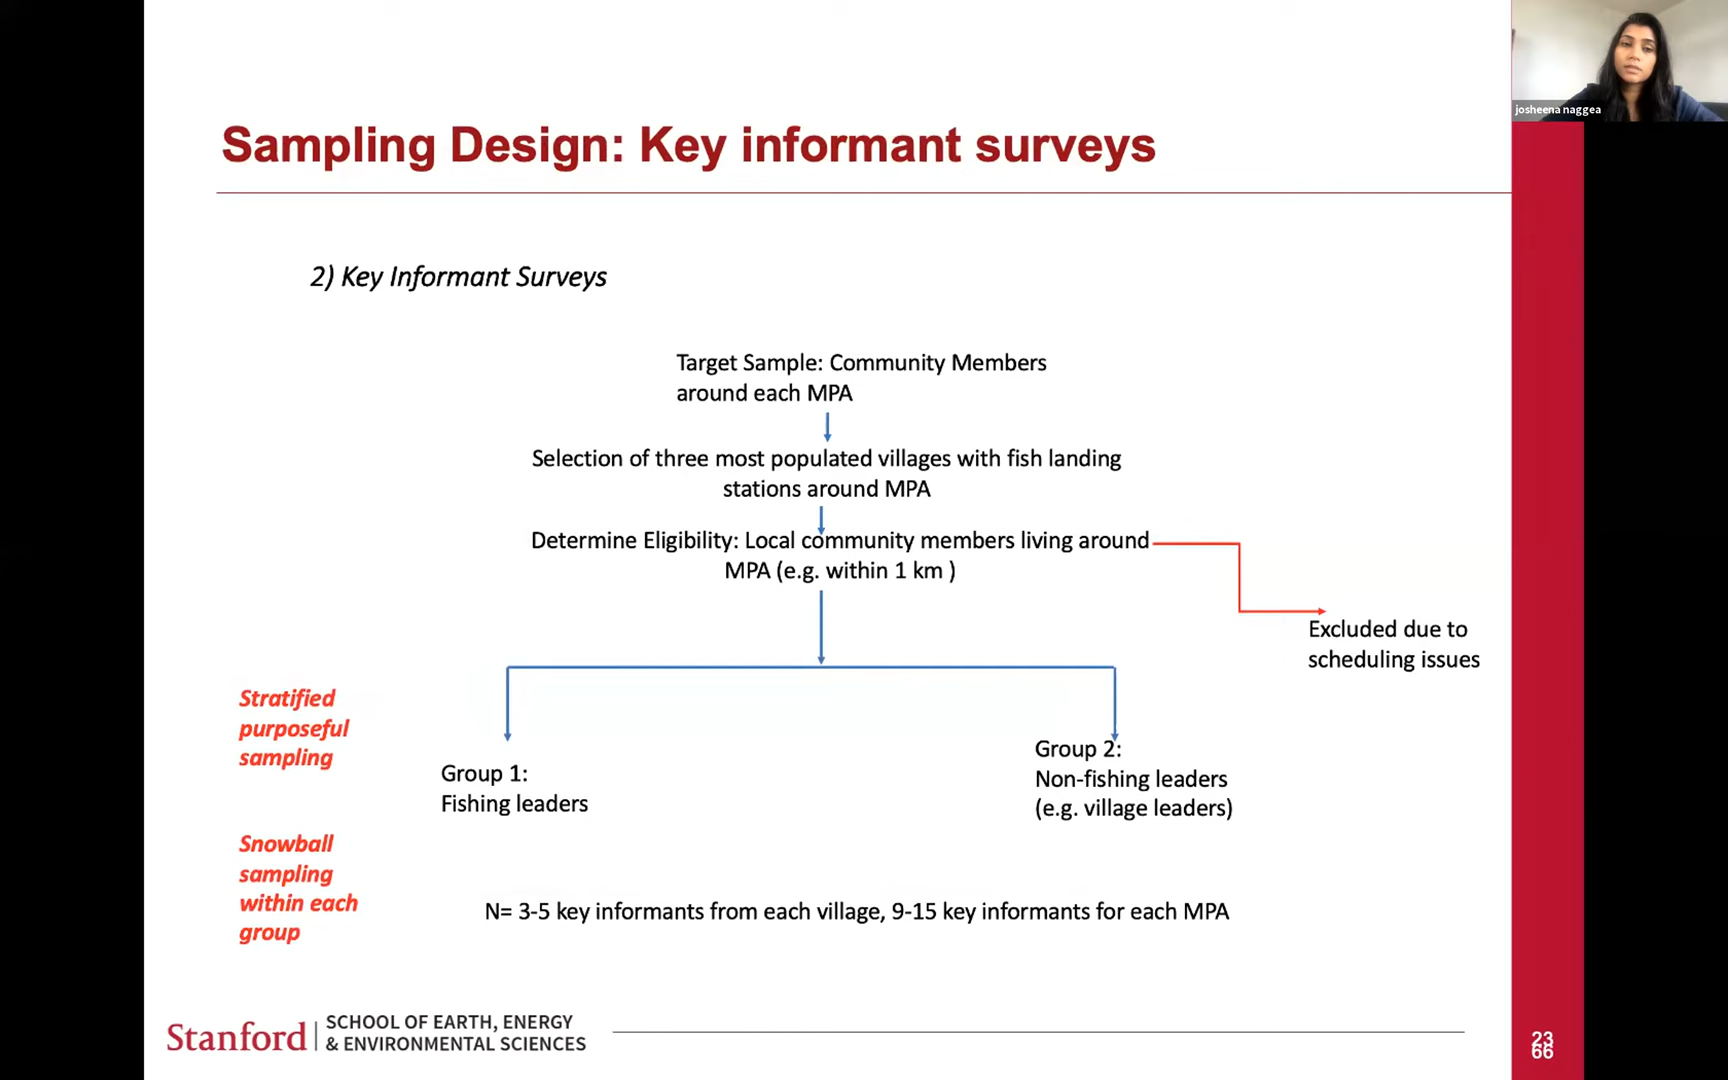 josheena naggea
Sampling Design: Key informant surveys
2) Key Informant Surveys
Target Sample: Community Members
around each MPA
Selection of three most populated villages with fish landing
stations around MPA
Determine Eligibility: Local community members living around
MPA (e.g. within 1 km )
Excluded due to
scheduling issues
Stratified
purposeful
sampling
Group 1:
Fishing leaders
Group 2:
Non-fishing leaders
(e.g. village leaders)
Snowball
sampling
within each
group
N= 3-5 key informants from each village, 9-15 key informants for each MPA
Stanford
SCHOOL OF EARTH, ENERGY
& ENVIRONMENTAL SCIENCES
23
66